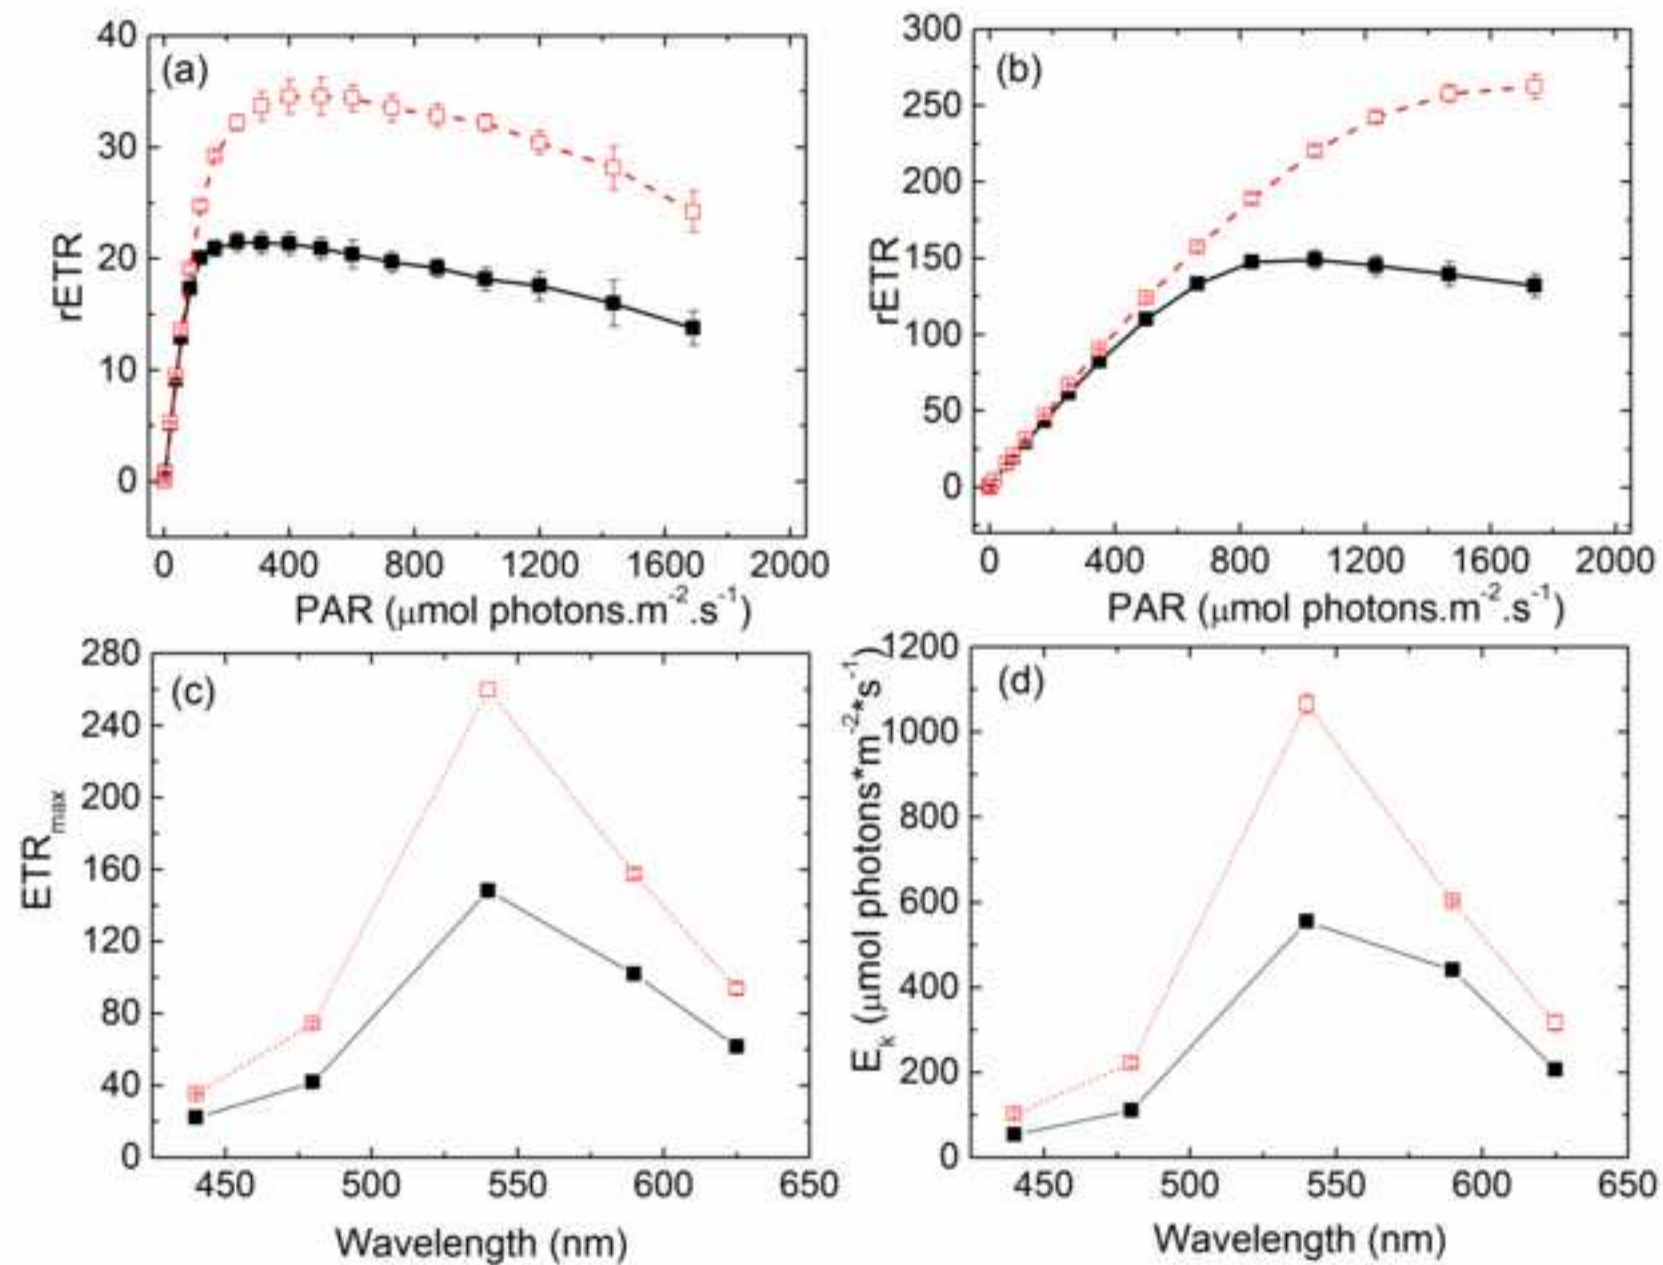 (a)
rETR
40
30
20
10
0
0 400 800 1200 1600 2000
PAR (μmol photons.m⁻².s⁻¹)
(b)
rETR
300
250
200
150
100
50
0
0 400 800 1200 1600 2000
PAR (μmol photons.m⁻².s⁻¹)
(c)
ETRmax
280
240
200
160
120
80
40
0
450 500 550 600 650
Wavelength (nm)
(d)
Ek (μmol photons*m⁻²*s⁻¹)
1200
1000
800
600
400
200
0
450 500 550 600 650
Wavelength (nm)